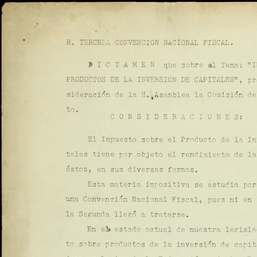 H. TERCERA CONVENCION NACIONAL FISCAL.
D I C T A M E N que sobre el Tema: "I
PRODUCTOS DE LA INVERSION DE CAPITALES", pr
sideración de la H. Asamblea la Comisión de
to.
C O N S I D E R A C I O N E S:
El Impuesto sobre el Producto de la In
tales tiene por objeto el rendimiento de la
éstos, en sus diversas formas.
Esta materia impositiva se estudia por
una Convención Nacional Fiscal, pues ni en
la Segunda llegó a tratarse.
En el estado actual de nuestra legisla
to sobre productos de la inversión de capit